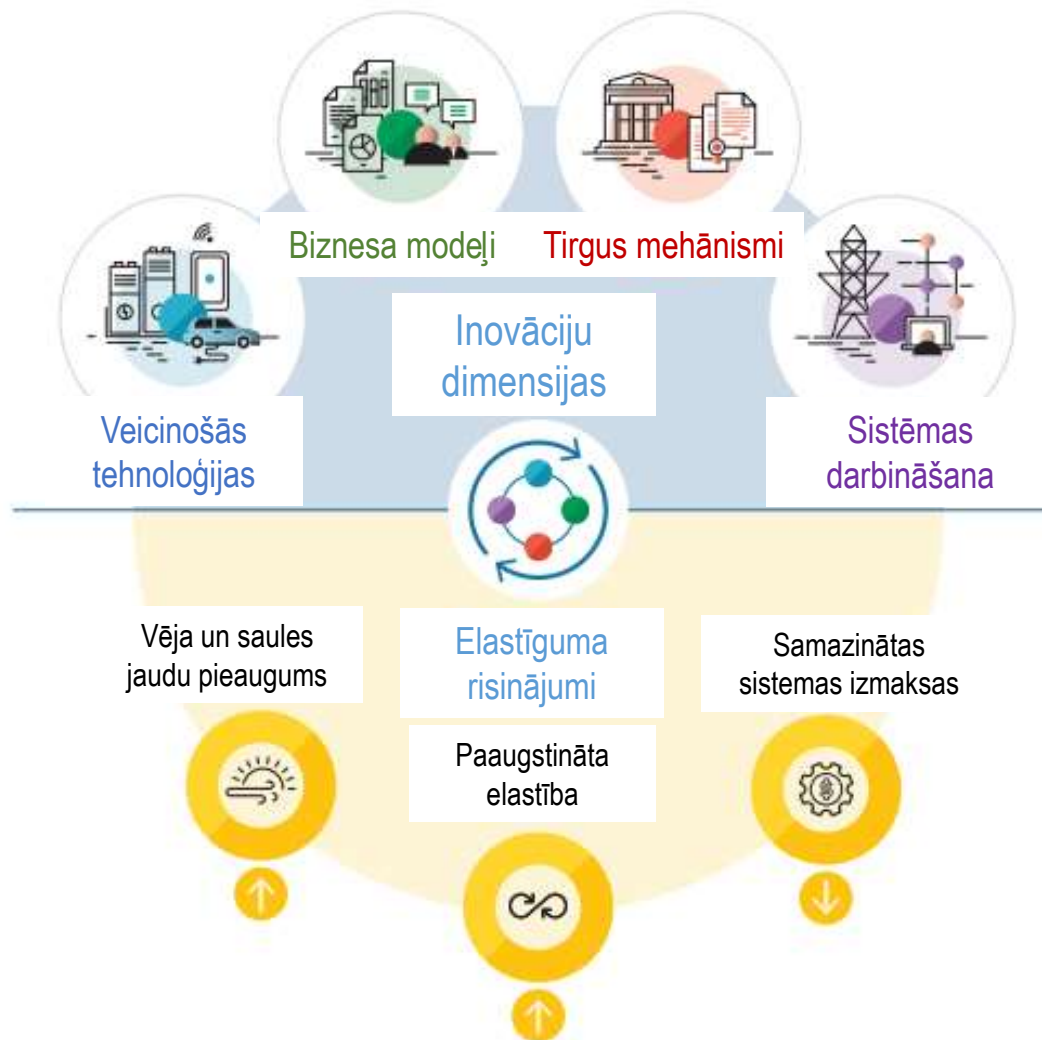 Biznesa modeļi
Tirgus mehānismi
Inovāciju
dimensijas
Veicinošās
tehnoloģijas
Sistēmas
darbināšana
Vēja un saules
jaudu pieaugums
Elastīguma
risinājumi
Samazinātas
sistemas izmaksas
Paaugstināta
elastība